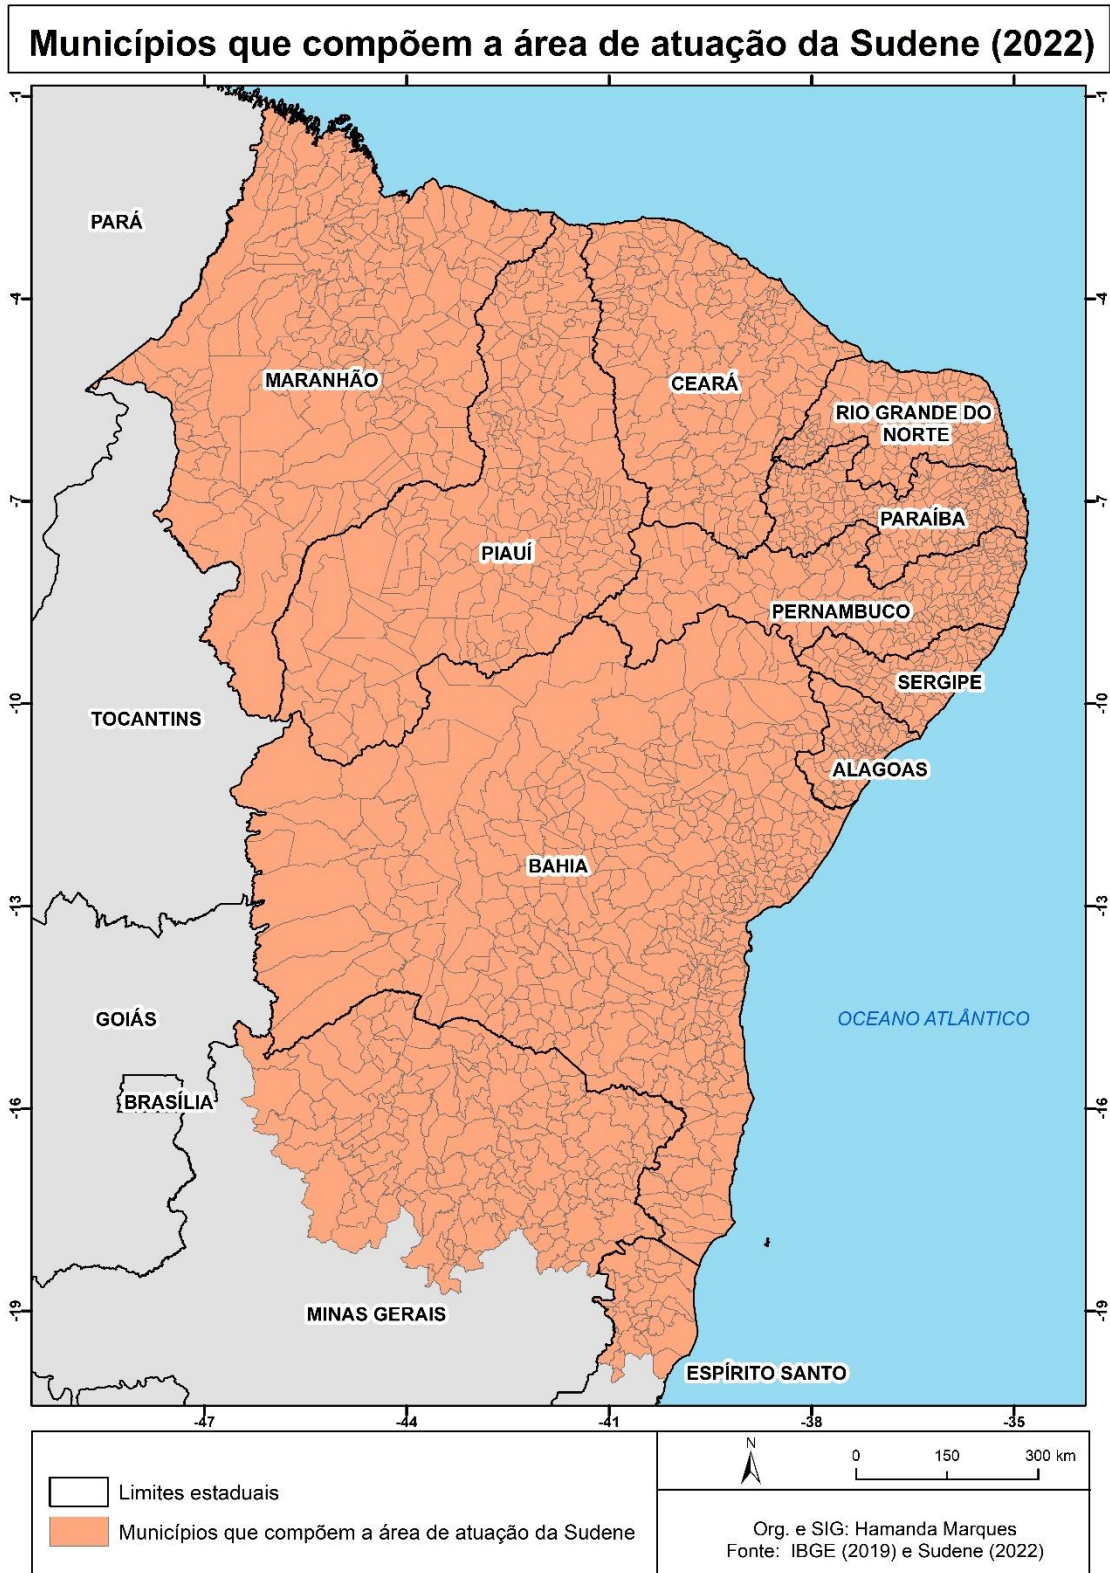 Municípios que compõem a área de atuação da Sudene (2022)
-1
-1
PARÁ
-4
-4
MARANHÃO
CEARÁ
RIO GRANDE DO
NORTE
-7
-7
PARAÍBA
PIAUÍ
PERNAMBUCO
SERGIPE
-10
-10
TOCANTINS
ALAGOAS
BAHIA
-13
-13
GOIÁS
OCEANO ATLÂNTICO
BRASÍLIA
-16
-16
MINAS GERAIS
-19
-19
ESPÍRITO SANTO
-47
-44
-41
-38
-35
Limites estaduais
Municípios que compõem a área de atuação da Sudene
N
0 150 300 km
Org. e SIG: Hamanda Marques
Fonte: IBGE (2019) e Sudene (2022)